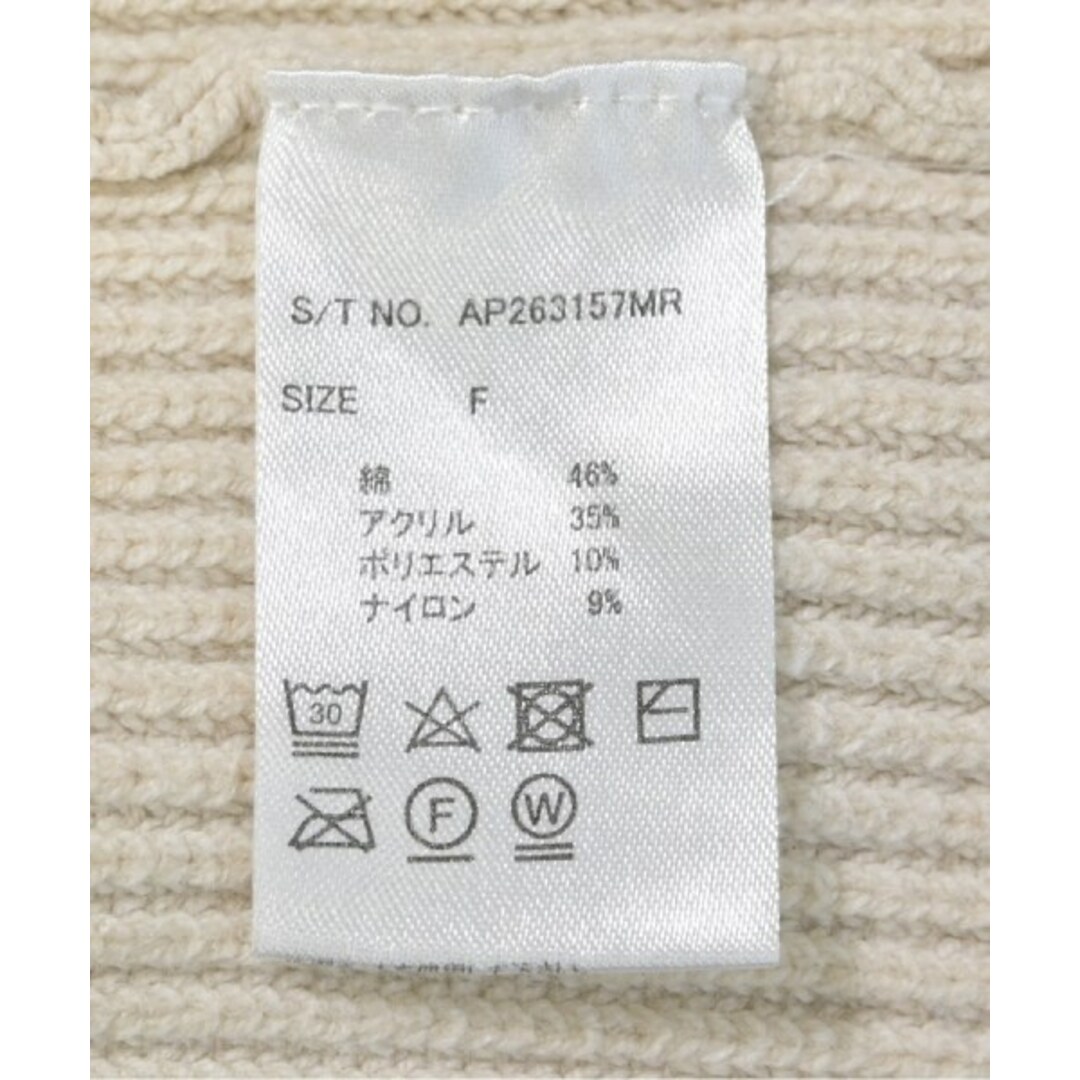 S/T NO. AP263157MR
SIZE F
綿 46%
アクリル 35%
ポリエステル 10%
ナイロン 9%
30
F W